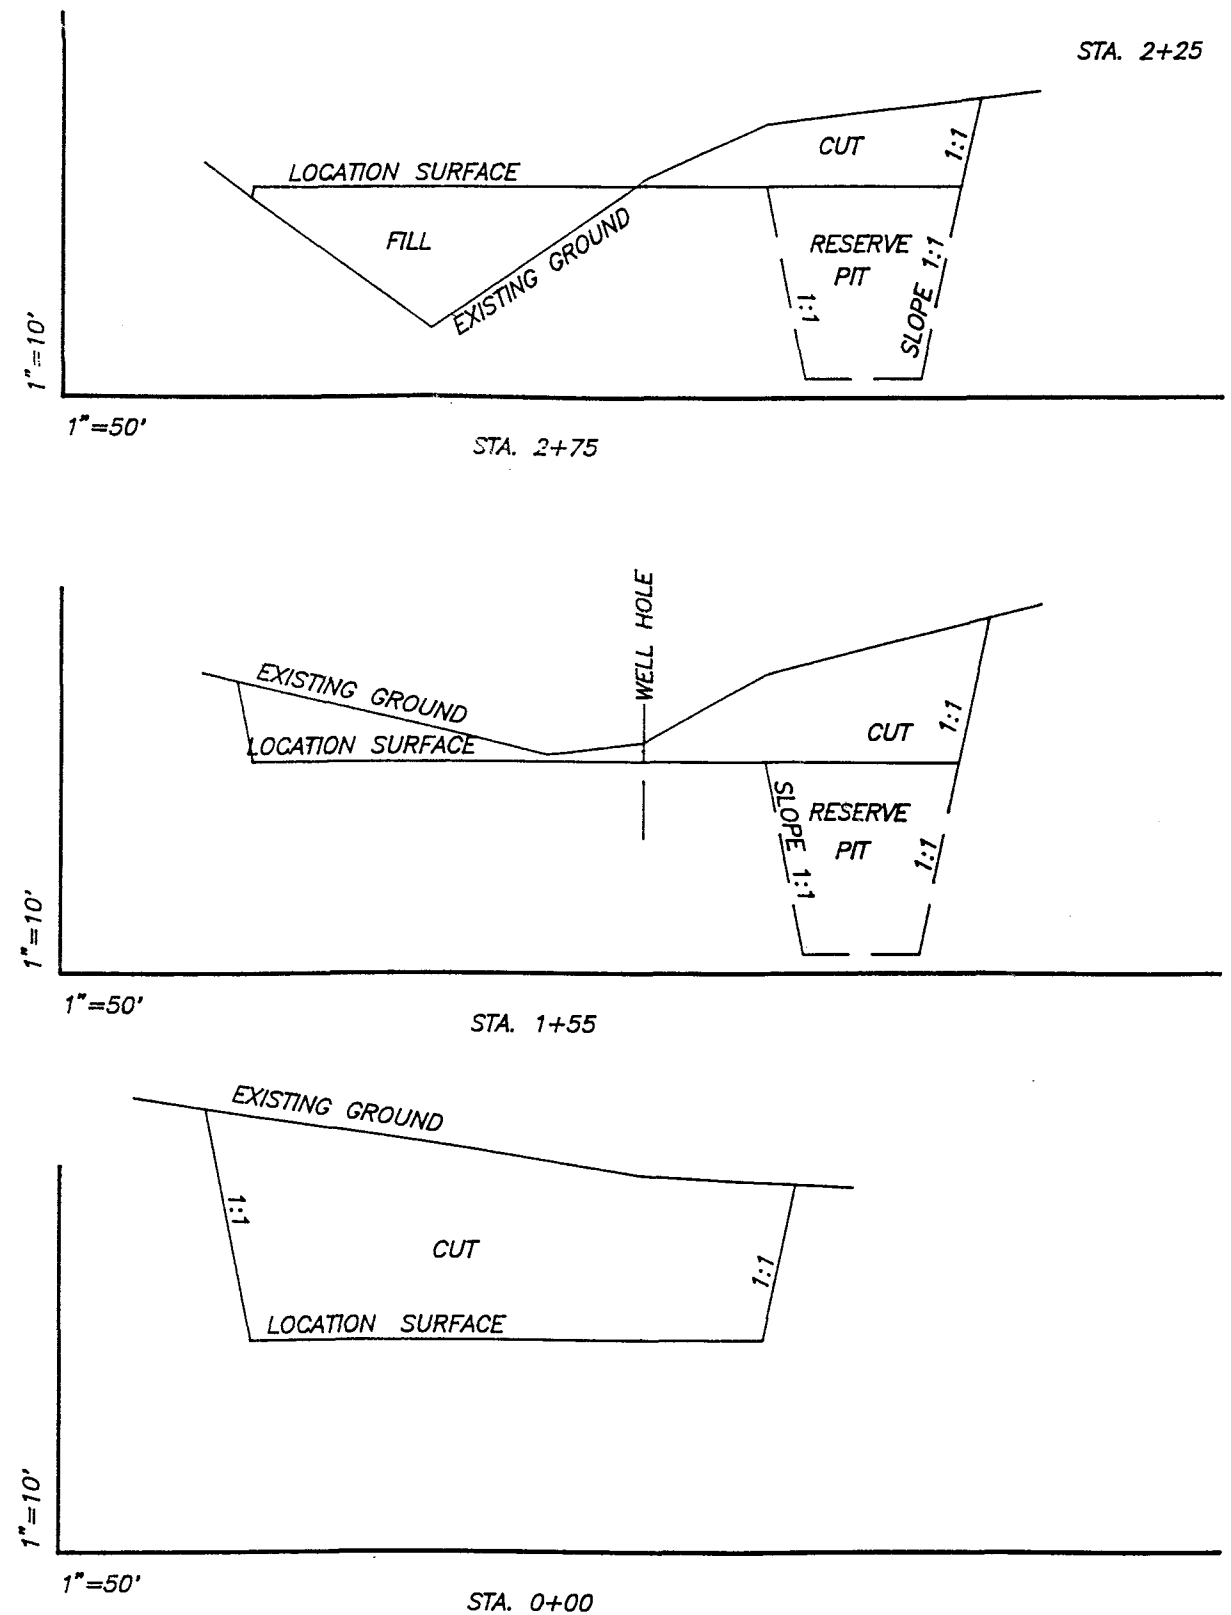 STA. 2+25
LOCATION SURFACE
CUT
1:1
FILL
EXISTING GROUND
RESERVE
PIT
SLOPE 1:1
1:1
1"=10'
1"=50'
STA. 2+75
WELL HOLE
EXISTING GROUND
LOCATION SURFACE
CUT
1:1
SLOPE 1:1
RESERVE
PIT
1:1
1"=10'
1"=50'
STA. 1+55
EXISTING GROUND
1:1
CUT
1:1
LOCATION SURFACE
1"=10'
1"=50'
STA. 0+00